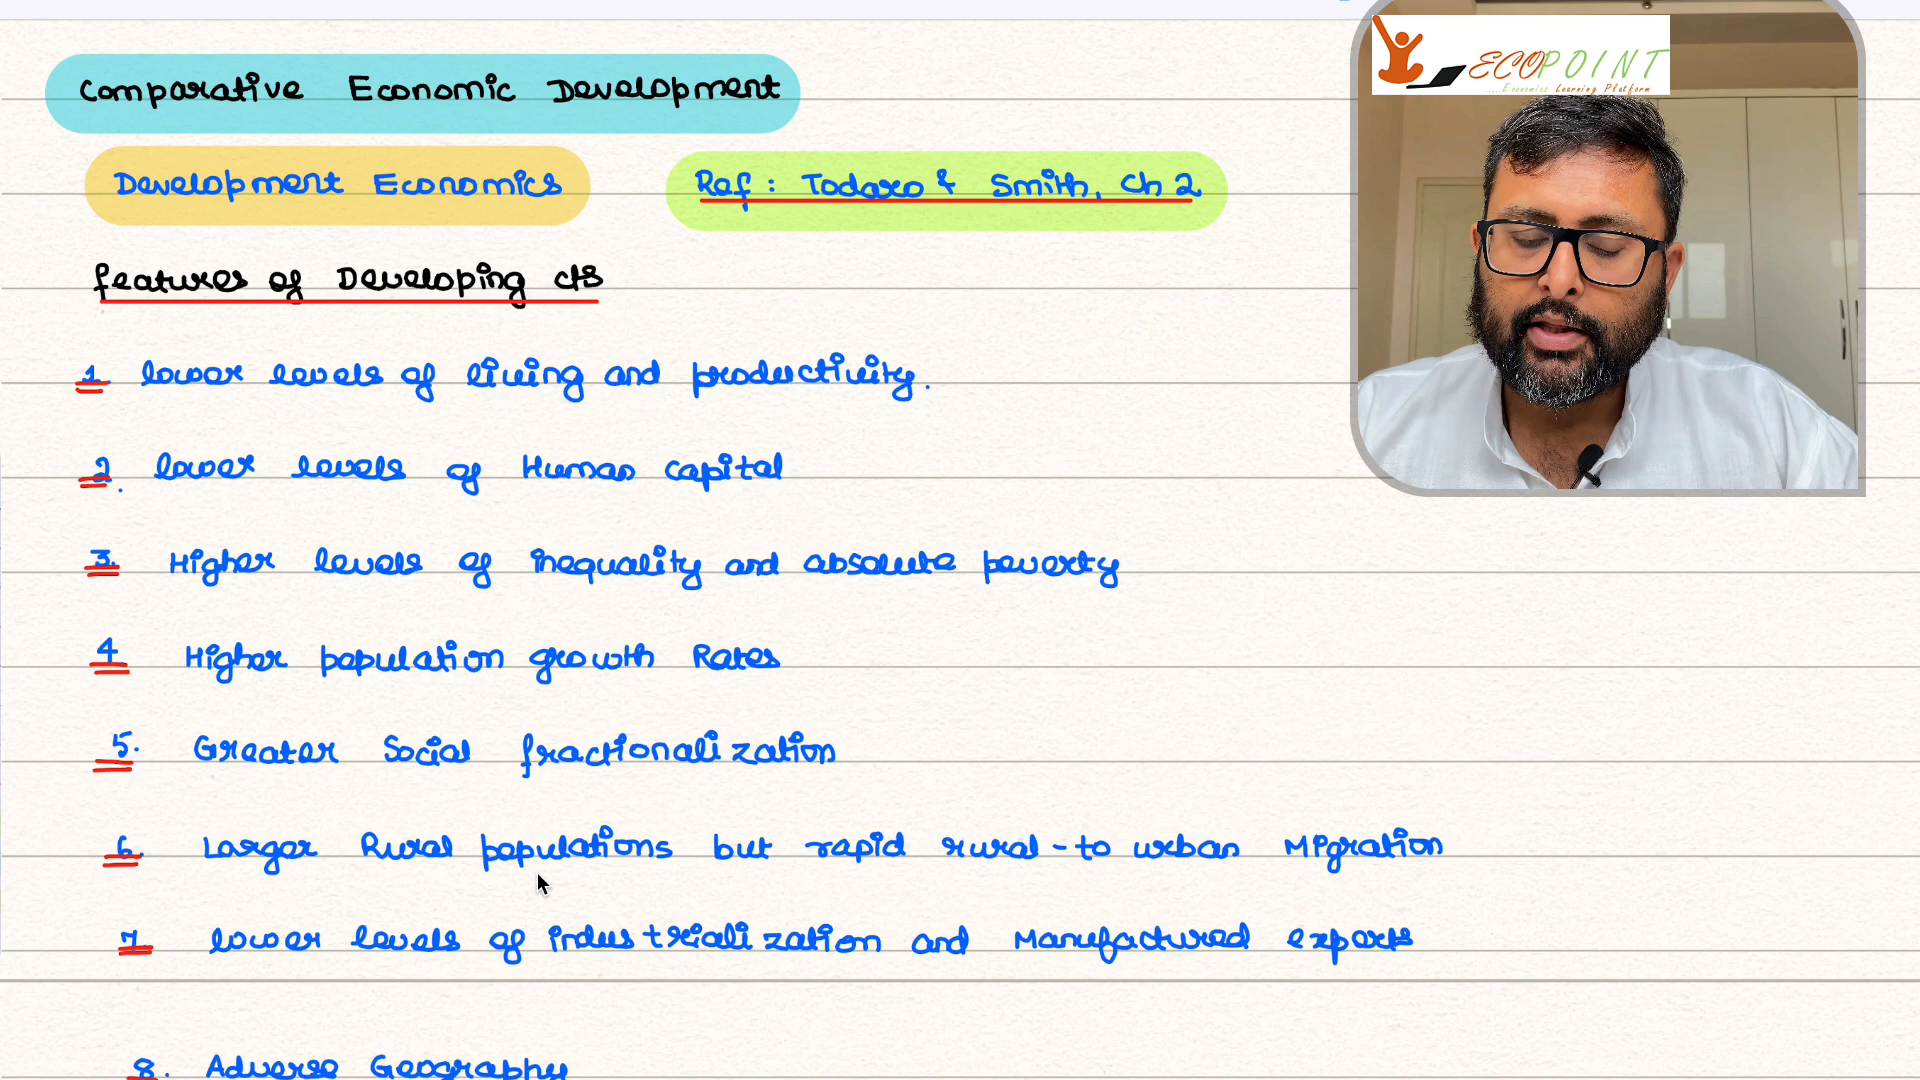 Comparative Economic Development
ECOPOINT
.....Economics Learning Platform
Development Economics
Ref : Todaro & Smith, Ch 2
features of Developing cts
1. lower levels of living and productivity.
2. lower levels of Human capital
3. Higher levels of inequality and absolute poverty
4. Higher population growth Rates
5. Greater Social fractionalization
6. Larger Rural populations but rapid rural-to urban Migration
7. lower levels of industrialization and Manufactured exports
8. Adverse Geography